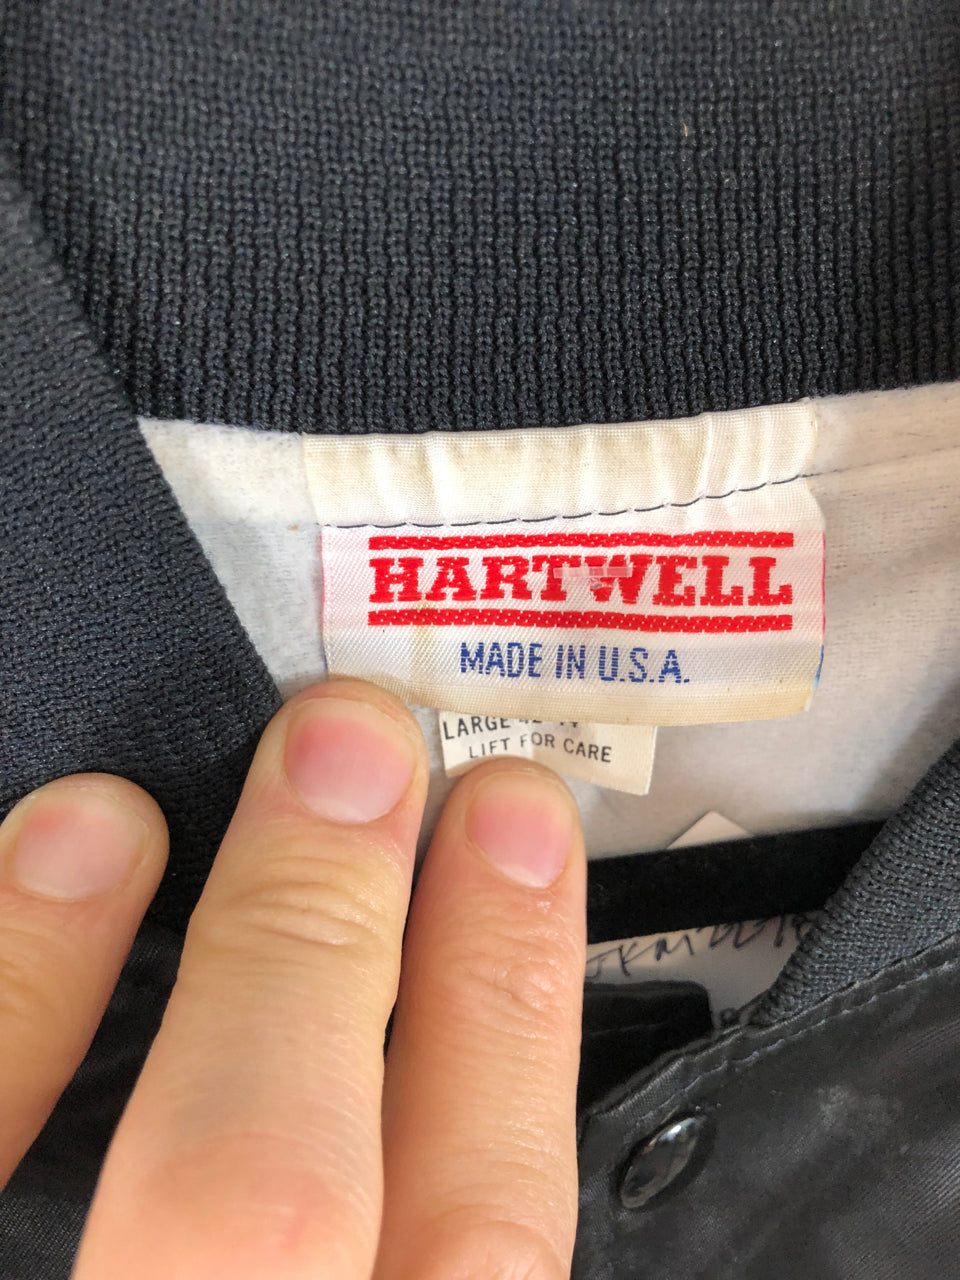 HARTWELL
MADE IN U.S.A.
LARGE
LIFT FOR CARE